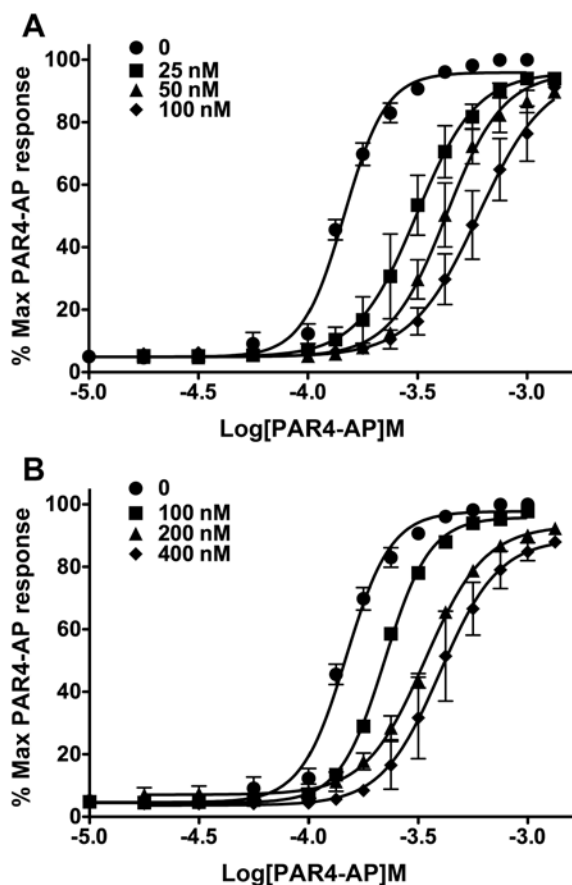 A
0
25 nM
50 nM
100 nM
% Max PAR4-AP response
100
80
60
40
20
0
-5.0 -4.5 -4.0 -3.5 -3.0
Log[PAR4-AP]M
B
0
100 nM
200 nM
400 nM
% Max PAR4-AP response
100
80
60
40
20
0
-5.0 -4.5 -4.0 -3.5 -3.0
Log[PAR4-AP]M